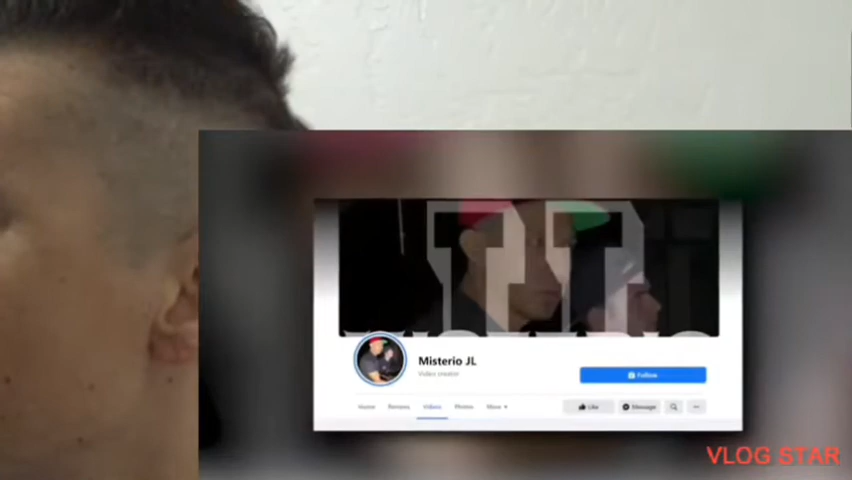 Misterio JL
Video creator
Follow
Home Reviews Videos Photos More
Like Message
VLOG STAR